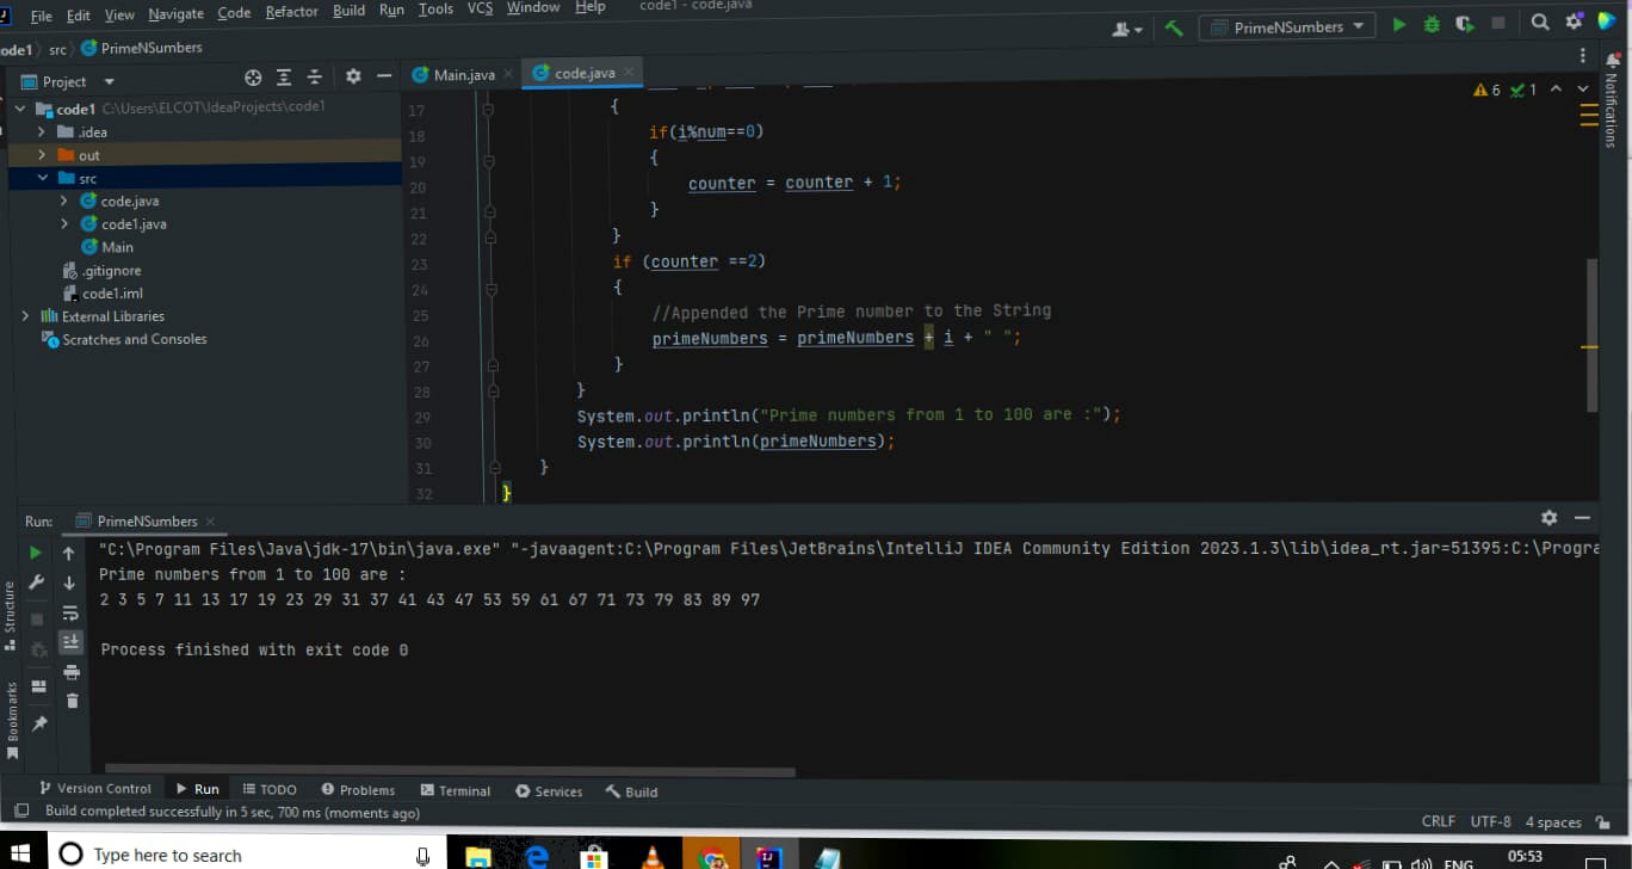 File Edit View Navigate Code Refactor Build Run Tools VCS Window Help code1 - code.java
ode1 src PrimeNSumbers
PrimeNSumbers
Project
Main.java code.java
6 1
code1 C:\Users\ELCOT\IdeaProjects\code1
.idea
out
src
code.java
code1.java
Main
.gitignore
code1.iml
External Libraries
Scratches and Consoles
17 {
18 if(i%num==0)
19 {
20 counter = counter + 1;
21 }
22 }
23 if (counter ==2)
24 {
25 //Appended the Prime number to the String
26 primeNumbers = primeNumbers + i + " ";
27 }
28 }
29 System.out.println("Prime numbers from 1 to 100 are :");
30 System.out.println(primeNumbers);
31 }
32 }
Notifications
Run: PrimeNSumbers
"C:\Program Files\Java\jdk-17\bin\java.exe" "-javaagent:C:\Program Files\JetBrains\IntelliJ IDEA Community Edition 2023.1.3\lib\idea_rt.jar=51395:C:\Progra
Prime numbers from 1 to 100 are :
2 3 5 7 11 13 17 19 23 29 31 37 41 43 47 53 59 61 67 71 73 79 83 89 97
Process finished with exit code 0
Structure
Bookmarks
Version Control Run TODO Problems Terminal Services Build
Build completed successfully in 5 sec, 700 ms (moments ago)
CRLF UTF-8 4 spaces
Type here to search
ENG
05:53